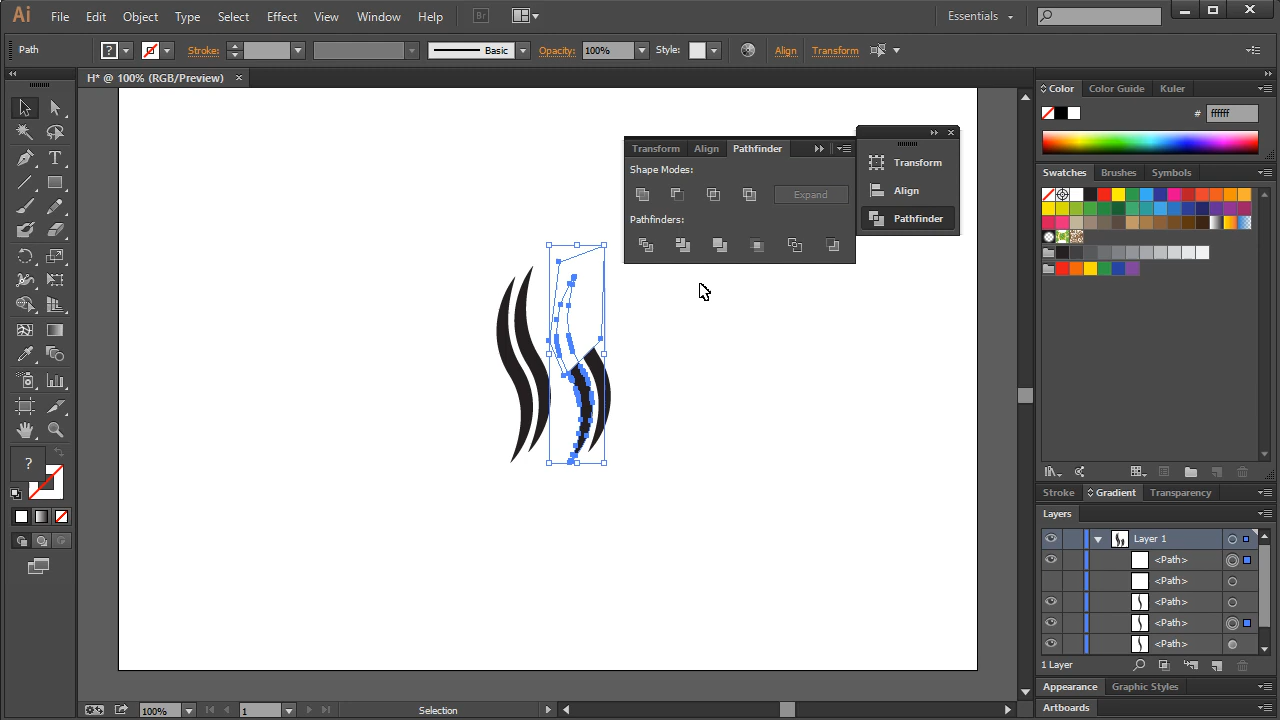 Ai File Edit Object Type Select Effect View Window Help Br Essentials
Path ? Stroke: Basic Opacity: 100% Style: Align Transform
H* @ 100% (RGB/Preview) ×
Color Color Guide Kuler
# ffffff
Transform Align Pathfinder
Shape Modes:
Expand
Pathfinders:
Transform
Align
Pathfinder
Swatches Brushes Symbols
?
Stroke Gradient Transparency
Layers
Layer 1
<Path>
<Path>
<Path>
<Path>
<Path>
1 Layer
Appearance Graphic Styles
Artboards
100% 1 Selection